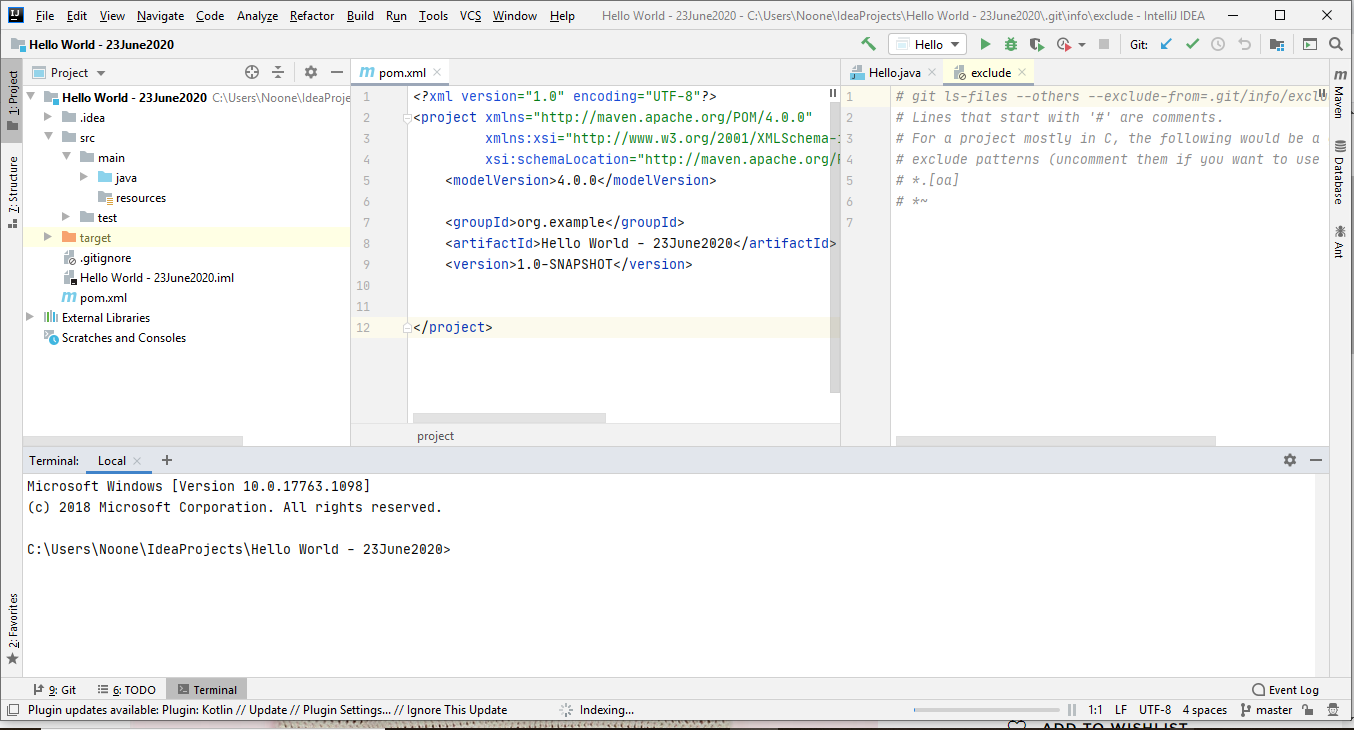 File Edit View Navigate Code Analyze Refactor Build Run Tools VCS Window Help Hello World - 23June2020 - C:\Users\Noone\IdeaProjects\Hello World - 23June2020\.git\info\exclude - IntelliJ IDEA
Hello World - 23June2020 Hello Git:
1: Project
7: Structure
2: Favorites
Project
Hello World - 23June2020 C:\Users\Noone\IdeaProje
.idea
src
main
java
resources
test
target
.gitignore
Hello World - 23June2020.iml
pom.xml
External Libraries
Scratches and Consoles
pom.xml
1 <?xml version="1.0" encoding="UTF-8"?>
2 <project xmlns="http://maven.apache.org/POM/4.0.0"
3 xmlns:xsi="http://www.w3.org/2001/XMLSchema-
4 xsi:schemaLocation="http://maven.apache.org/
5 <modelVersion>4.0.0</modelVersion>
6
7 <groupId>org.example</groupId>
8 <artifactId>Hello World - 23June2020</artifactId>
9 <version>1.0-SNAPSHOT</version>
10
11
12 </project>
project
Hello.java exclude
1 # git ls-files --others --exclude-from=.git/info/exclu
2 # Lines that start with '#' are comments.
3 # For a project mostly in C, the following would be a
4 # exclude patterns (uncomment them if you want to use
5 # *.[oa]
6 # *~
7
Maven
Database
Ant
Terminal: Local
Microsoft Windows [Version 10.0.17763.1098]
(c) 2018 Microsoft Corporation. All rights reserved.
C:\Users\Noone\IdeaProjects\Hello World - 23June2020>
9: Git 6: TODO Terminal Event Log
Plugin updates available: Plugin: Kotlin // Update // Plugin Settings... // Ignore This Update Indexing... 1:1 LF UTF-8 4 spaces master
ADD TO WISHLIST